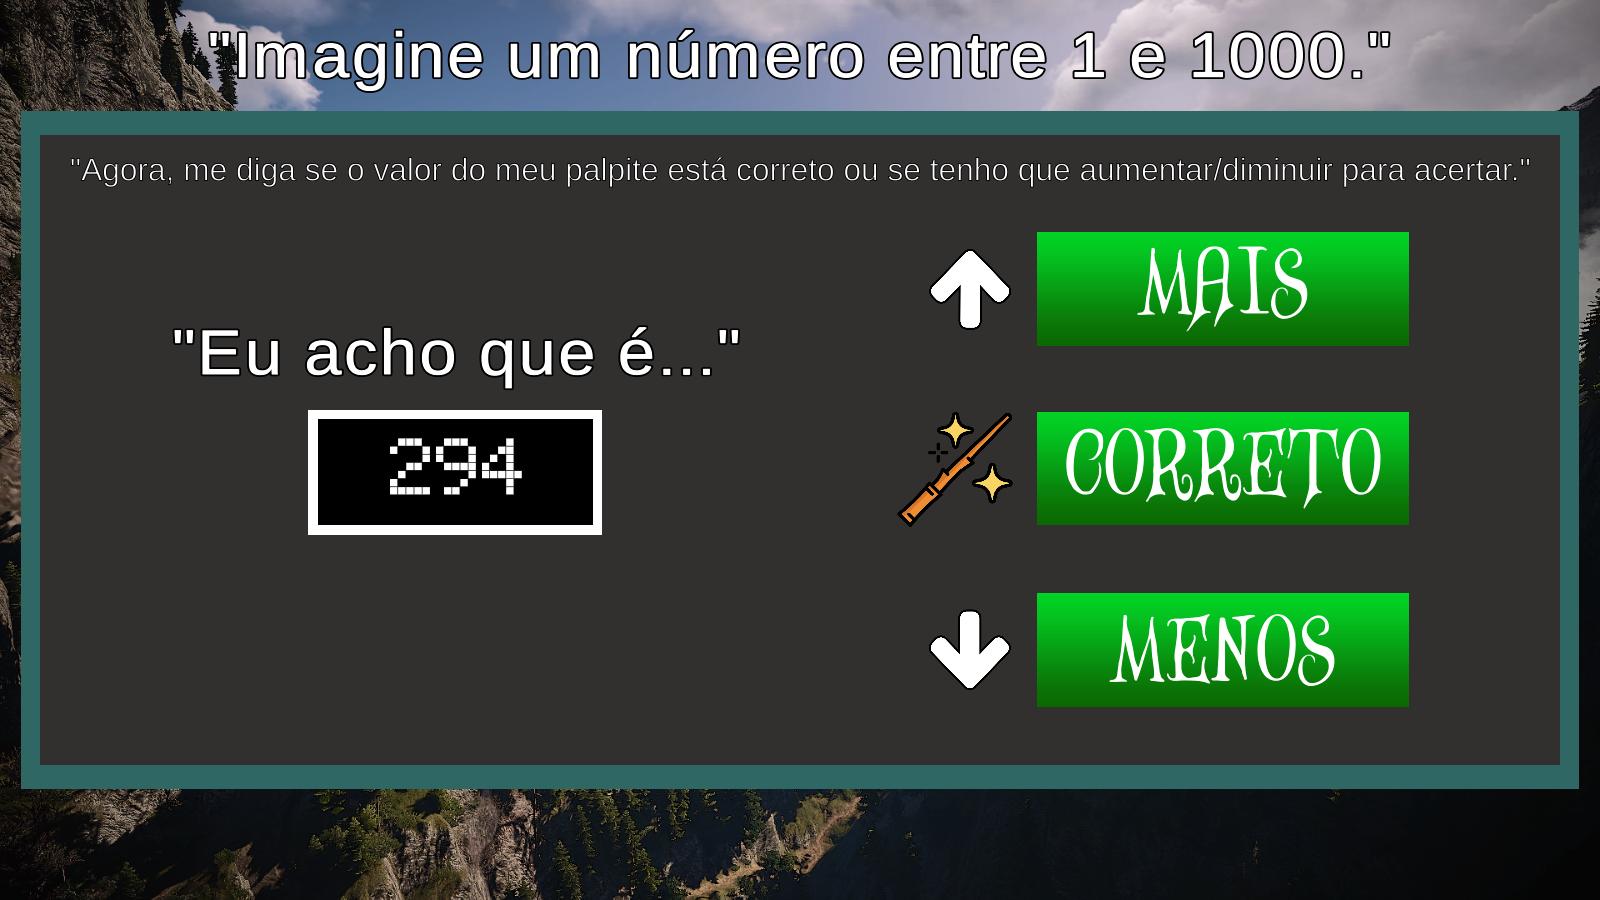 "Imagine um número entre 1 e 1000."
"Agora, me diga se o valor do meu palpite está correto ou se tenho que aumentar/diminuir para acertar."
"Eu acho que é..."
294
MAIS
CORRETO
MENOS